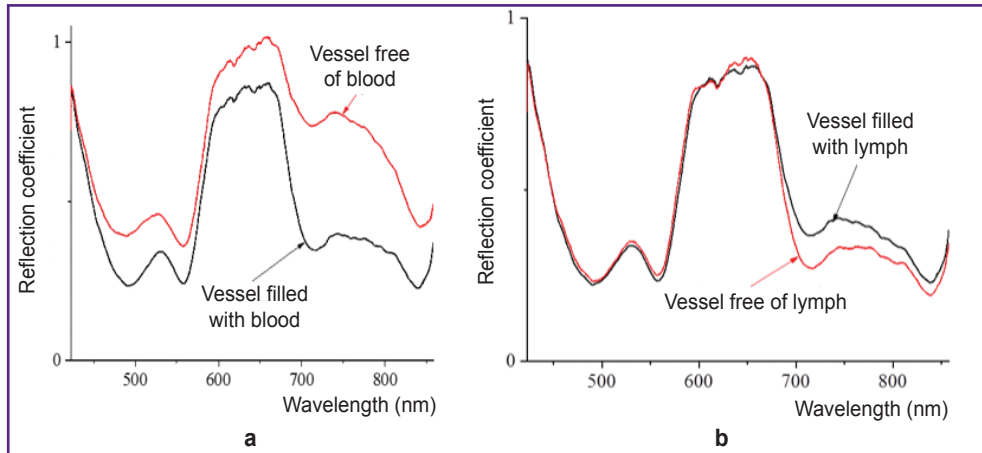 1
Vessel free
of blood
Reflection coefficient
Vessel filled
with blood
0
500 600 700 800
Wavelength (nm)
a
0
Vessel filled
with lymph
Reflection coefficient
Vessel free of lymph
1
500 600 700 800
Wavelength (nm)
b